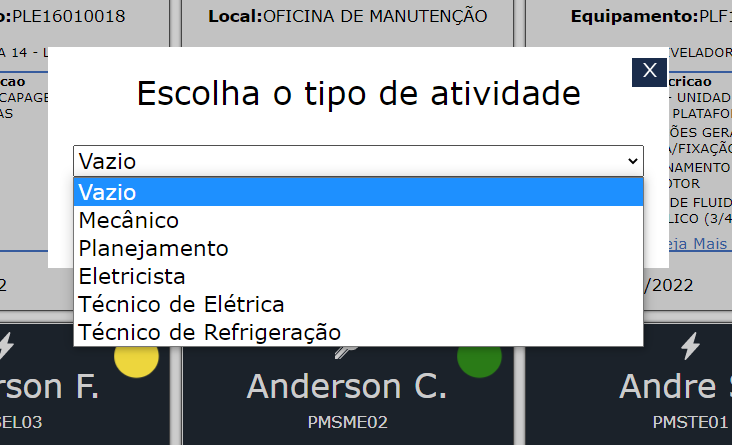 o:PLE16010018
Local:OFICINA DE MANUTENÇÃO
Equipamento:PLF1
A 14 - L
VELADOR
X
Escolha o tipo de atividade
cao
CAPAGE
AS
cricao
- UNIDAD
PLATAFO
ÕES GERA
A/FIXAÇÃO
NAMENTO
OTOR
DE FLUID
LICO (3/4
eja Mais
Vazio
Vazio
Mecânico
Planejamento
Eletricista
Técnico de Elétrica
Técnico de Refrigeração
2
/2022
rson F.
Anderson C.
Andre S
EL03
PMSME02
PMSTE01